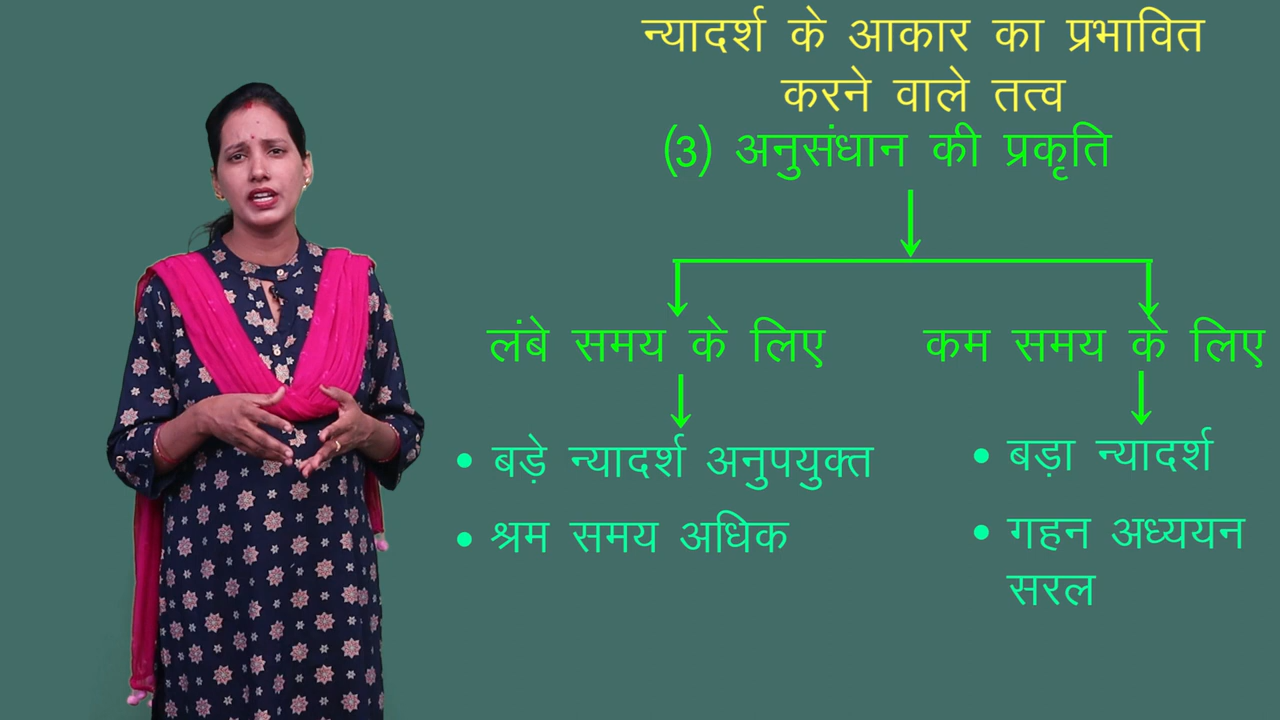 न्यादर्श के आकार का प्रभावित
करने वाले तत्व
(3) अनुसंधान की प्रकृति
लंबे समय के लिए
कम समय के लिए
• बड़े न्यादर्श अनुपयुक्त
• श्रम समय अधिक
• बड़ा न्यादर्श
• गहन अध्ययन
सरल